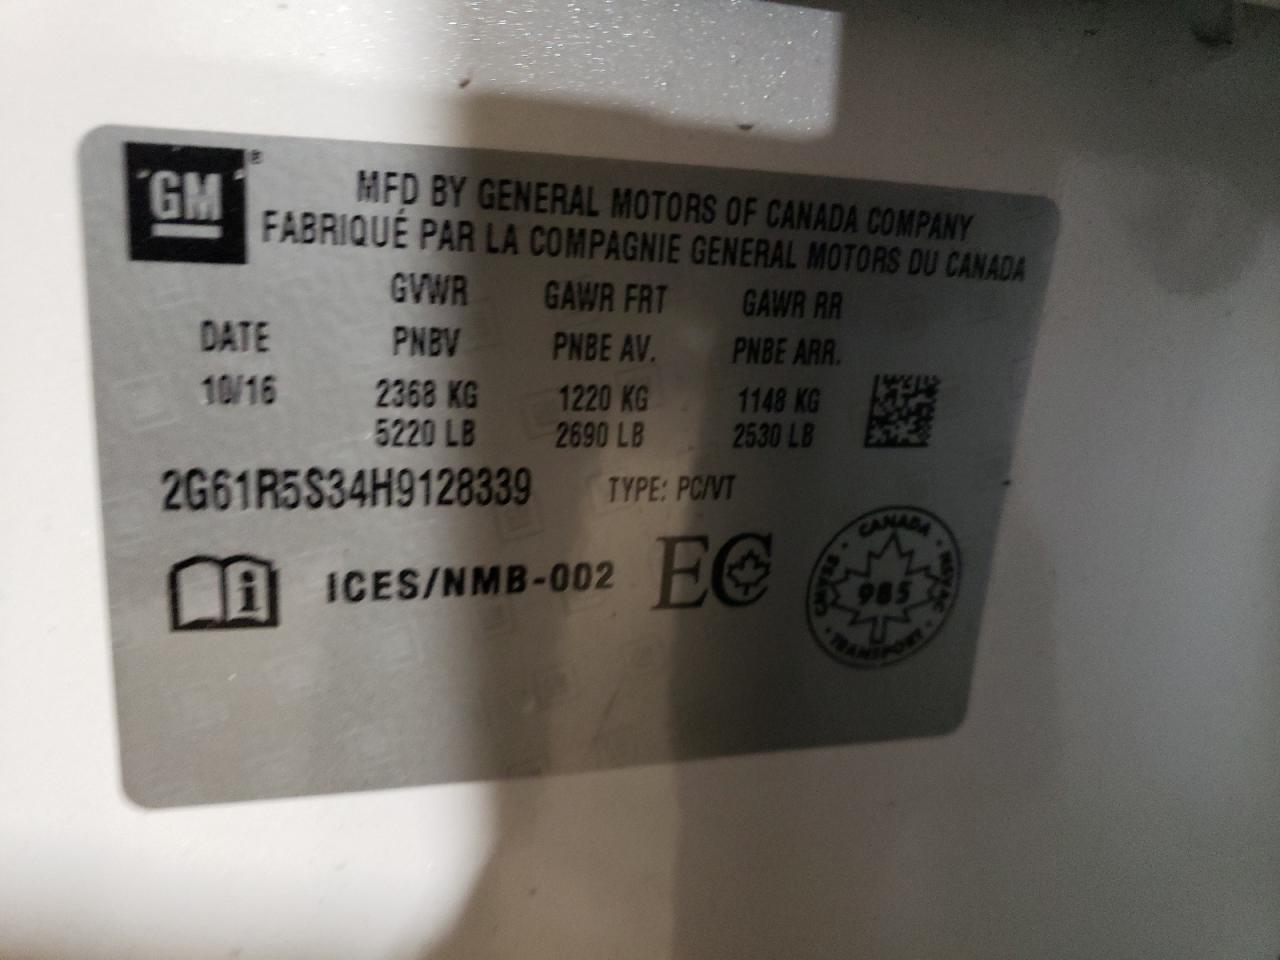 GM®
MFD BY GENERAL MOTORS OF CANADA COMPANY
FABRIQUÉ PAR LA COMPAGNIE GENERAL MOTORS DU CANADA
GVWR GAWR FRT GAWR RR
DATE PNBV PNBE AV. PNBE ARR.
10/16 2368 KG 1220 KG 1148 KG
5220 LB 2690 LB 2530 LB
2G61R5S34H9128339 TYPE: PC/VT
i ICES/NMB-002 EC
CANADA
CMVSS 985 NSVAC
TRANSPORT